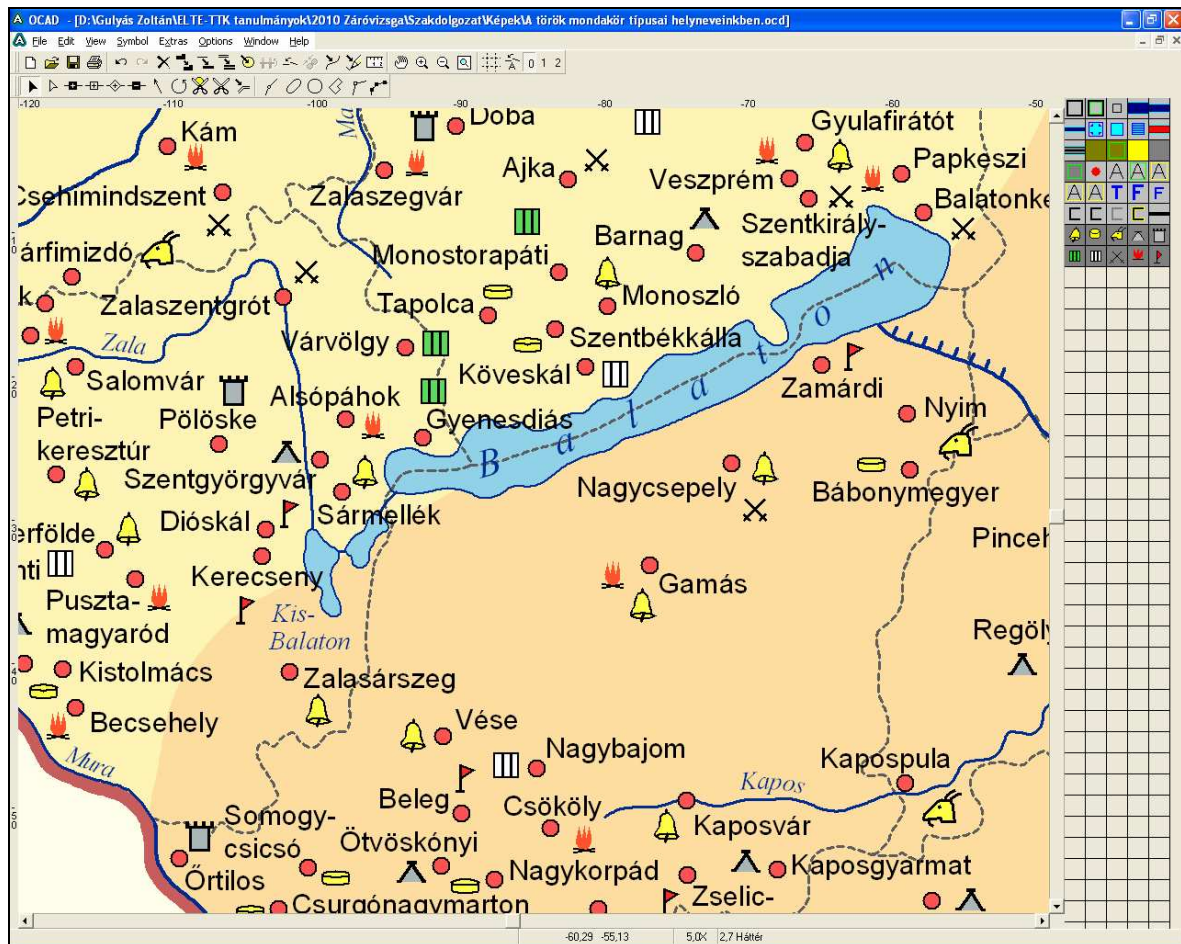 OCAD - [D:\Gulyás Zoltán\ELTE-TTK tanulmányok\2010 Záróvizsga\Szakdolgozat\Képek\A török mondakör típusai helyneveinkben.ocd]
File Edit View Symbol Extras Options Window Help
0 1 2
-120 -110 -100 -90 -80 -70 -60 -50
Doba
Gyulafirátót
Kám
Ajka
Papkeszi
Csehimindszent
Zalaszegvár
Veszprém
Balatonke
Barnag
Szentkirály-
szabadja
árfimizdó
Monostorapáti
k
Zalaszentgrót
Tapolca
Monoszló
Zala
Várvölgy
Szentbékkálla
Salomvár
Köveskál
Zamárdi
Alsópáhok
Petri-
keresztúr
Pölöske
Gyenesdiás
Nyim
Balaton
Szentgyörgyvár
Nagycsepely
Bábonymegyer
Dióskál
Sármellék
erfölde
Pinceh
nti
Kerecseny
Gamás
Puszta-
magyaród
Kis-
Balaton
Regöly
Kistolmács
Zalasárszeg
Becsehely
Vése
Mura
Nagybajom
Kapospula
Kapos
Beleg
Csököly
Somogy-
csicsó
Ötvöskónyi
Kaposvár
Őrtilos
Nagykorpád
Kaposgyarmat
Csurgónagymarton
Zselic-
-60,29 -55,13 5,0X 2,7 Háttér